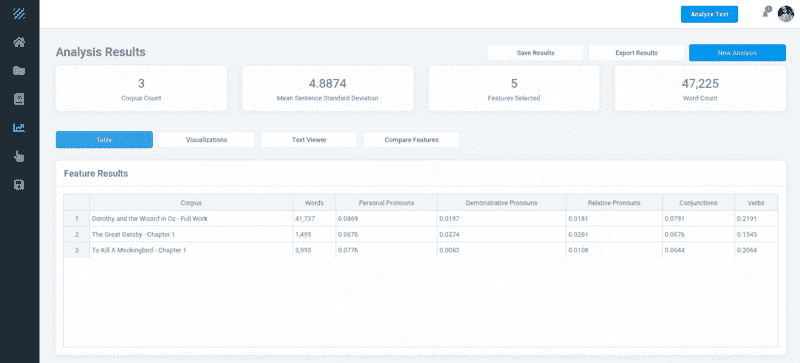 Analyze Text
Analysis Results
Save Results
Export Results
New Analysis
3
Corpus Count
4.8874
Mean Sentence Standard Deviation
5
Features Selected
47,225
Word Count
Table
Visualizations
Text Viewer
Compare Features
Feature Results
Corpus Words Personal Pronouns Demonstrative Pronouns Relative Pronouns Conjunctions Verbs
1 Dorothy and the Wizard in Oz - Full Work 41,737 0.0869 0.0197 0.0181 0.0791 0.2191
2 The Great Gatsby - Chapter 1 1,495 0.0676 0.0274 0.0261 0.0676 0.1545
3 To Kill A Mockingbird - Chapter 1 3,993 0.0776 0.0083 0.0108 0.0644 0.2064